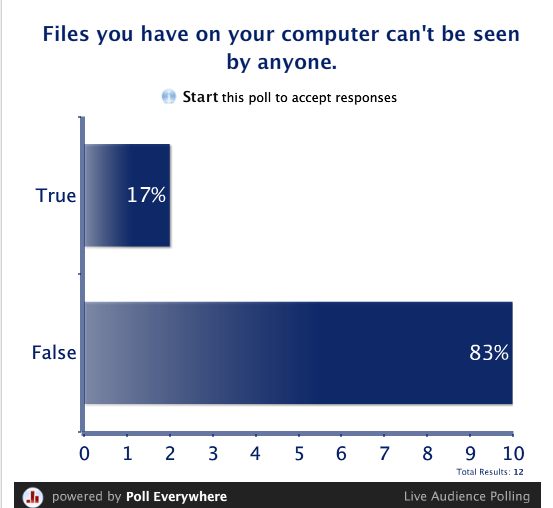 Files you have on your computer can't be seen
by anyone.
Start this poll to accept responses
True
17%
False
83%
0 1 2 3 4 5 6 7 8 9 10
Total Results: 12
powered by Poll Everywhere
Live Audience Polling